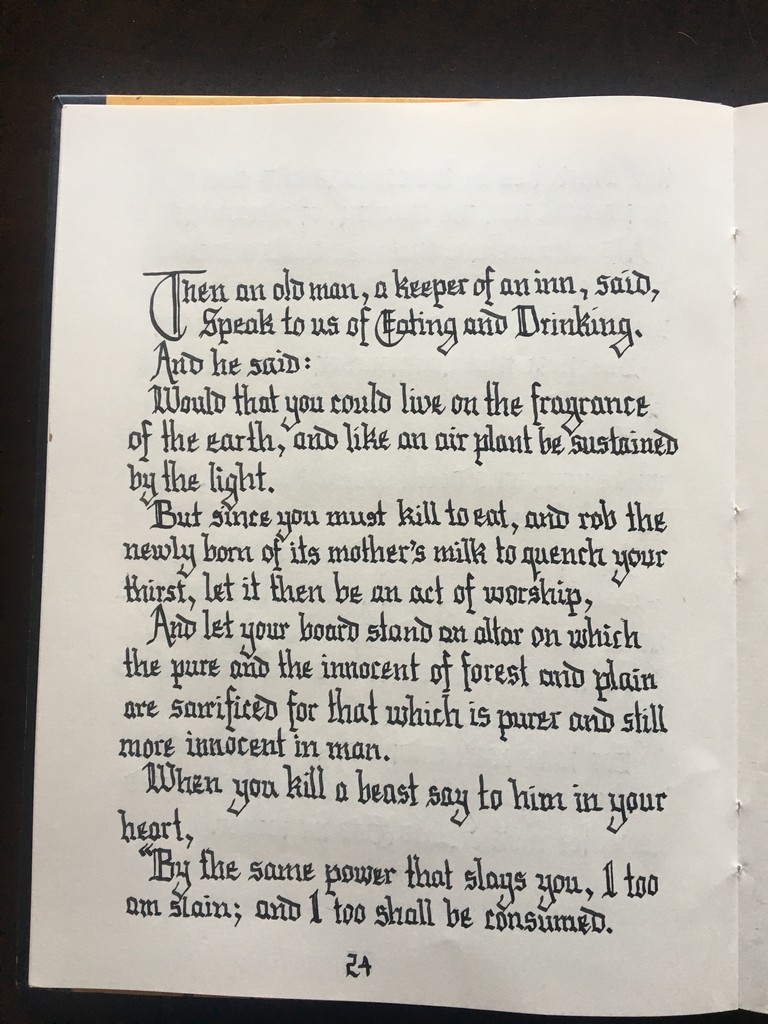 Then an old man, a keeper of an inn, said,
Speak to us of Eating and Drinking.
And he said:
Would that you could live on the fragrance
of the earth, and like an air plant be sustained
by the light.
But since you must kill to eat, and rob the
newly born of its mother's milk to quench your
thirst, let it then be an act of worship,
And let your board stand an altar on which
the pure and the innocent of forest and plain
are sacrificed for that which is purer and still
more innocent in man.
When you kill a beast say to him in your
heart,
"By the same power that slays you, I too
am slain; and I too shall be consumed.
24